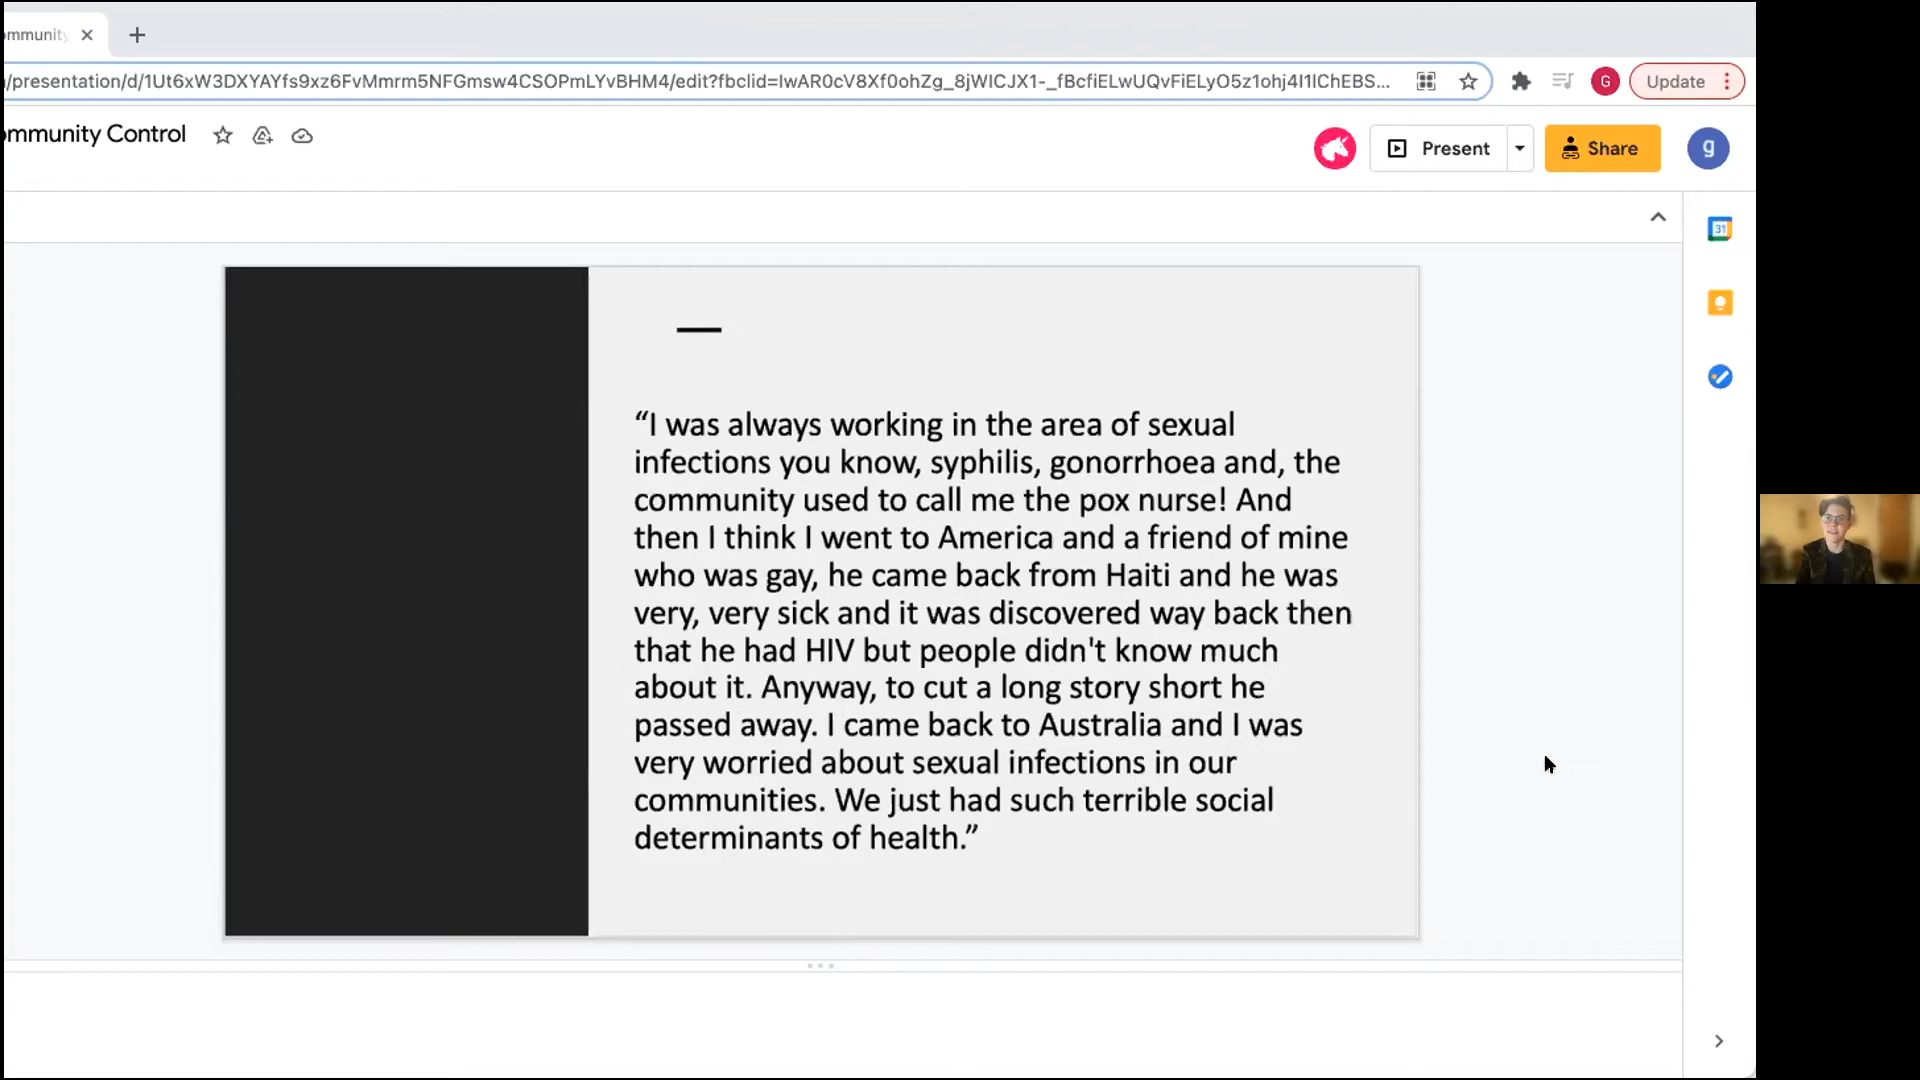 ommunity
/presentation/d/1Ut6xW3DXYAYfs9xz6FvMmrm5NFGmsw4CSOPmLYvBHM4/edit?fbclid=IwAR0cV8Xf0ohZg_8jWICJX1-_fBcfiELwUQvFiELyO5z1ohj4I1lChEBS...
G
Update
ommunity Control
Present
Share
g
31
“I was always working in the area of sexual
infections you know, syphilis, gonorrhoea and, the
community used to call me the pox nurse! And
then I think I went to America and a friend of mine
who was gay, he came back from Haiti and he was
very, very sick and it was discovered way back then
that he had HIV but people didn't know much
about it. Anyway, to cut a long story short he
passed away. I came back to Australia and I was
very worried about sexual infections in our
communities. We just had such terrible social
determinants of health.”